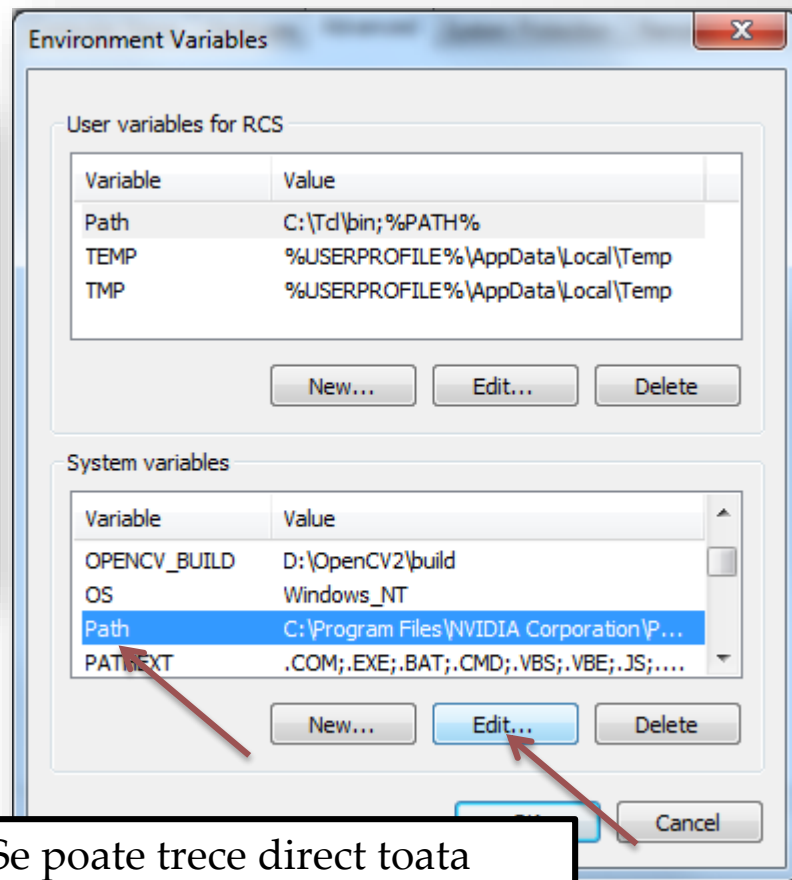 Environment Variables
User variables for RCS
Variable Value
Path C:\Tcl\bin;%PATH%
TEMP %USERPROFILE%\AppData\Local\Temp
TMP %USERPROFILE%\AppData\Local\Temp
New... Edit... Delete
System variables
Variable Value
OPENCV_BUILD D:\OpenCV2\build
OS Windows_NT
Path C:\Program Files\NVIDIA Corporation\P...
PATHEXT .COM;.EXE;.BAT;.CMD;.VBS;.VBE;.JS;....
New... Edit... Delete
Cancel
Se poate trece direct toata